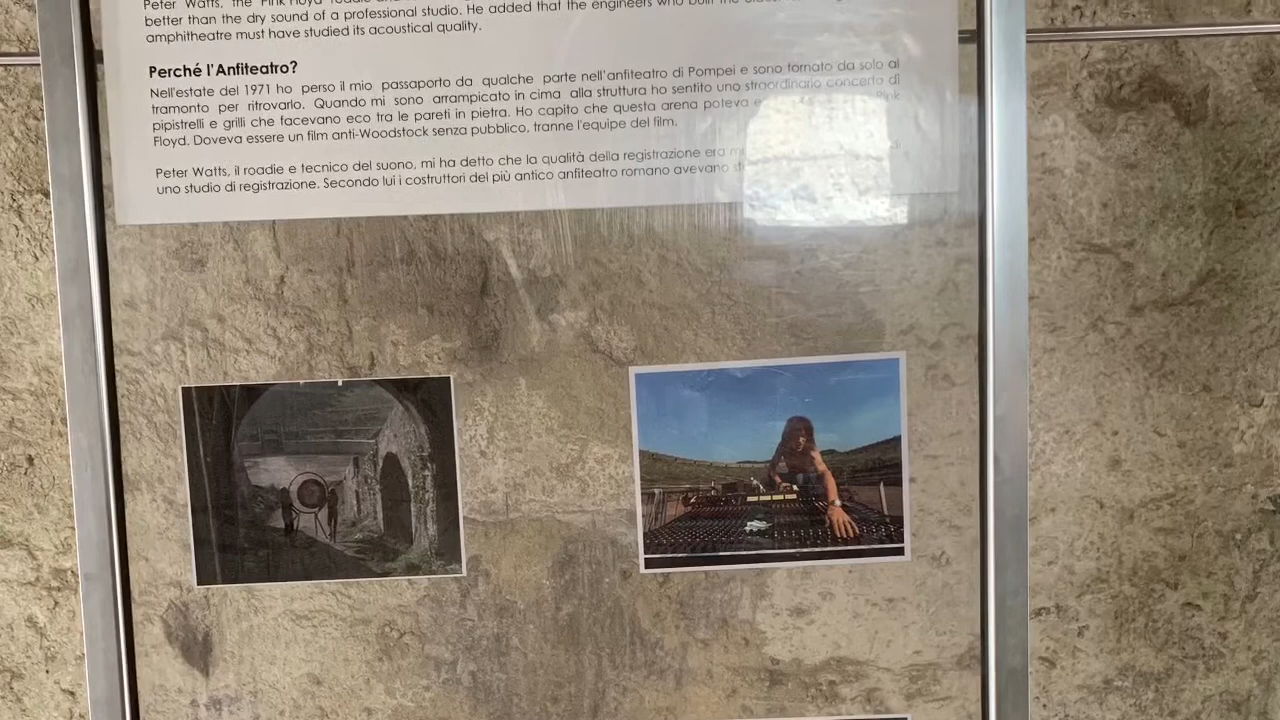 Peter Watts, the Pink Floyd roadie
better than the dry sound of a professional studio. He added that the engineers who built the
amphitheatre must have studied its acoustical quality.
Perché l'Anfiteatro?
Nell'estate del 1971 ho perso il mio passaporto da qualche parte nell'anfiteatro di Pompei e sono tornato da solo al
tramonto per ritrovarlo. Quando mi sono arrampicato in cima alla struttura ho sentito uno straordinario concerto di
pipistrelli e grilli che facevano eco tra le pareti in pietra. Ho capito che questa arena poteva
Floyd. Doveva essere un film anti-Woodstock senza pubblico, tranne l'equipe del film.
Peter Watts, il roadie e tecnico del suono, mi ha detto che la qualità della registrazione era
uno studio di registrazione. Secondo lui i costruttori del più antico anfiteatro romano avevano